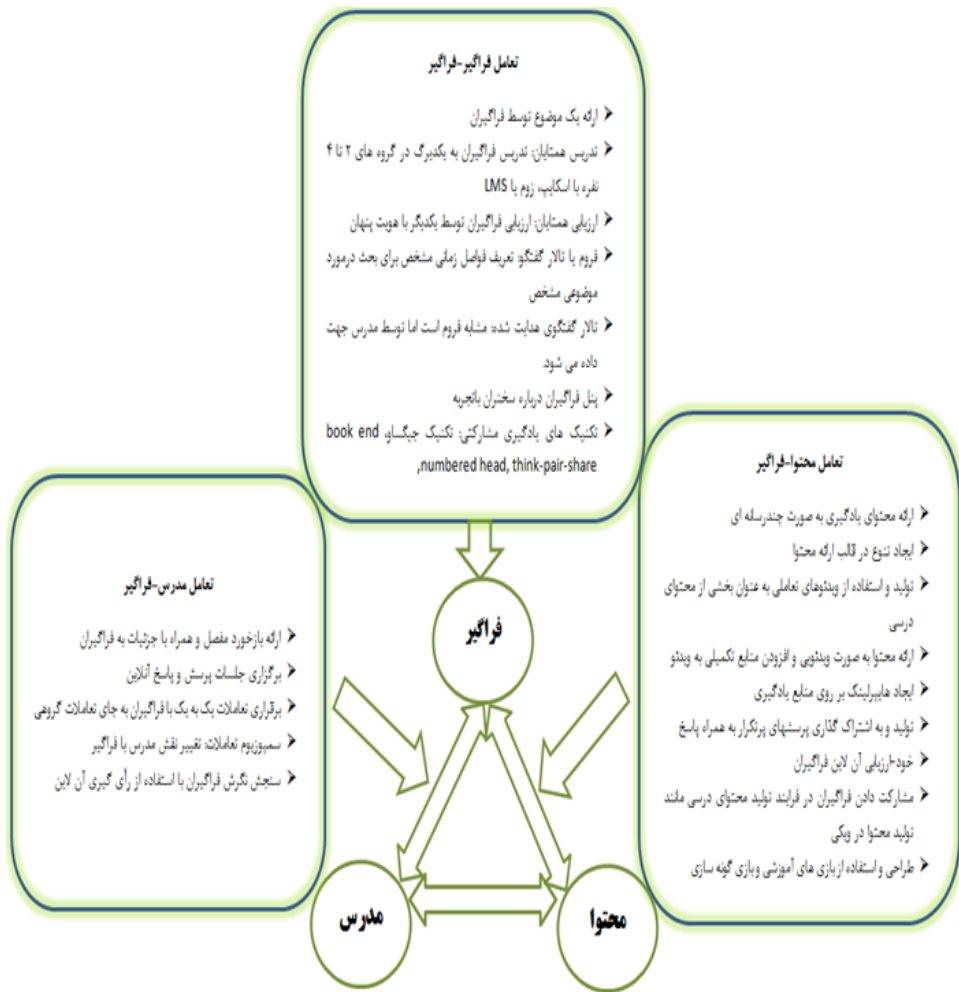 تعامل فراگیر-فراگیر
ارائه یک موضوع توسط فراگیران
تدریس همتایان: تدریس فراگیران به یکدیرگ در گروه های ۲ تا ۴
نفره با اسکایپ، زوم یا LMS
ارزیابی همتایان: ارزیابی فراگیران توسط یکدیگر با هویت پنهان
فروم یا تالار گفتگو: تعریف فواصل زمانی مشخص برای بحث درمورد
موضوعی مشخص
تالار گفتگوی هدایت شده: مشابه فروم است اما توسط مدرس جهت
داده می شود.
پنل فراگیران درباره سخنران باتجربه
تکنیک های یادگیری مشارکتی: تکنیک جیگساو، book end
,numbered head, think-pair-share
تعامل محتوا-فراگیر
ارائه محتوای یادگیری به صورت چندرسانه ای
ایجاد تنوع در قالب ارائه محتوا
تولید و استفاده از ویدئوهای تعاملی به عنوان بخشی از محتوای
درسی
ارائه محتوا به صورت ویدئویی و افزودن منابع تکمیلی به ویدئو
ایجاد هایپرلینک بر روی منابع یادگیری
تولید و به اشتراک گذاری پرسشهای پرتکرار به همراه پاسخ
خود-ارزیابی آن لاین فراگیران
مشارکت دادن فراگیران در فرایند تولید محتوای درسی مانند
تولید محتوا در ویکی
طراحی و استفاده از بازی های آموزشی و بازی گونه سازی
تعامل مدرس-فراگیر
ارائه بازخورد مفصل و همراه با جزئیات به فراگیران
برگزاری جلسات پرسش و پاسخ آنلاین
برقراری تعاملات یک به یک با فراگیران به جای تعاملات گروهی
سمپوزیوم تعاملات: تغییر نقش مدرس با فراگیر
سنجش نگرش فراگیران با استفاده از رأی گیری آن لاین
فراگیر
محتوا
مدرس